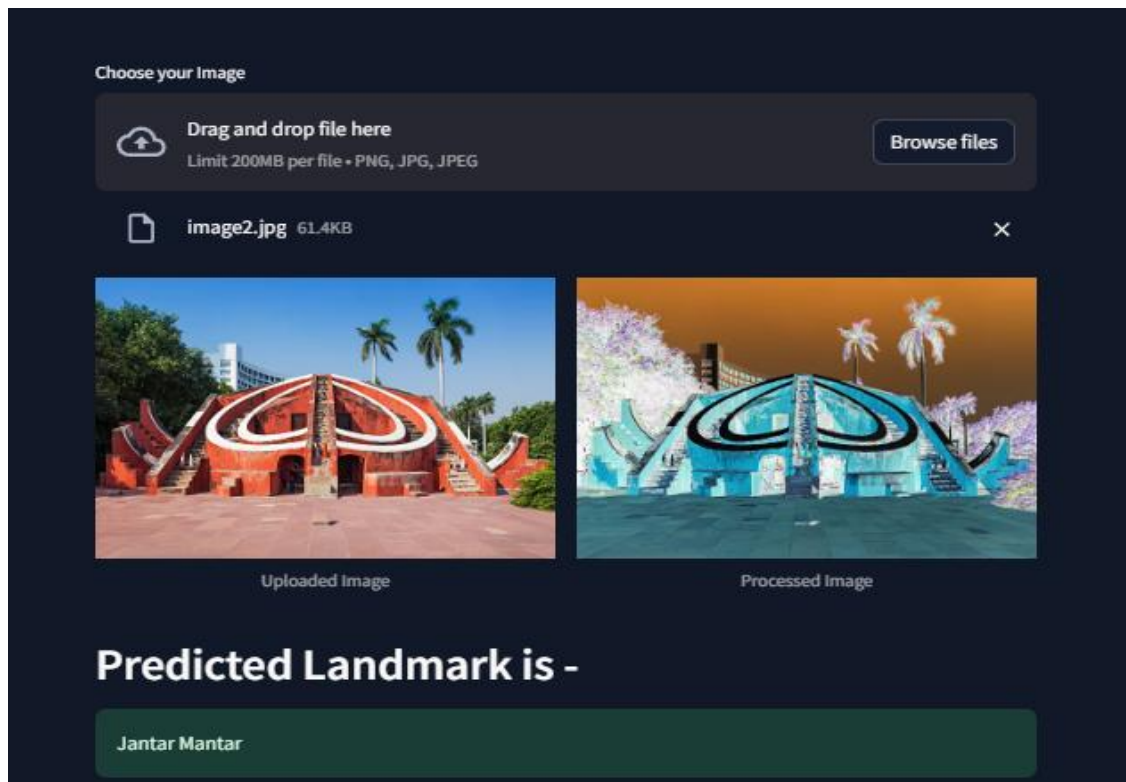 Choose your Image
Drag and drop file here
Limit 200MB per file • PNG, JPG, JPEG
Browse files
image2.jpg 61.4KB
Uploaded Image
Processed Image
Predicted Landmark is -
Jantar Mantar